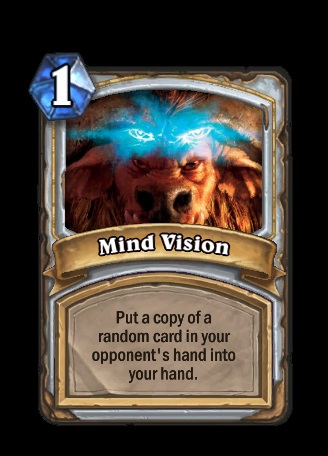 1
Mind Vision
Put a copy of a
random card in your
opponent's hand into
your hand.